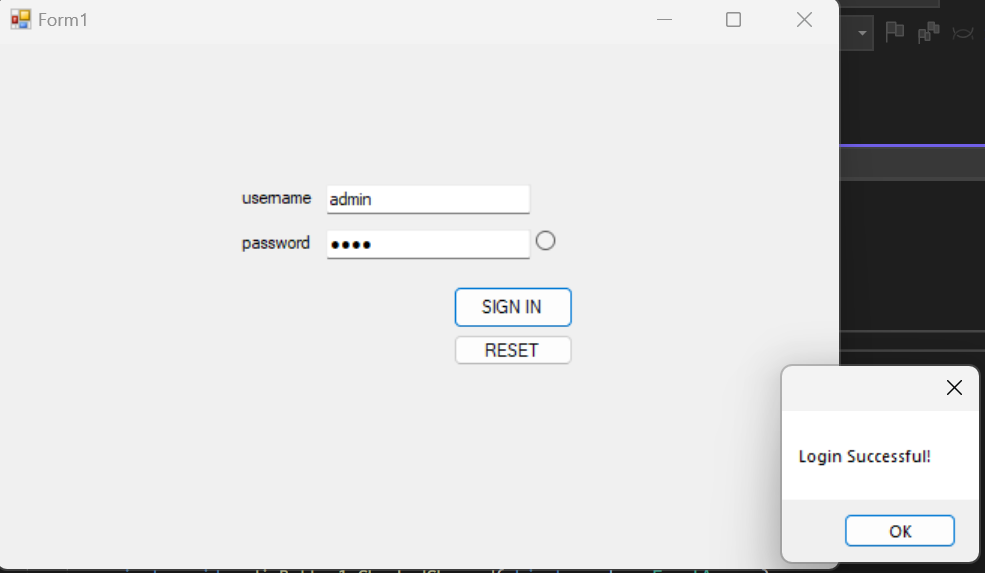 Form1
username admin
password ••••
SIGN IN
RESET
Login Successful!
OK